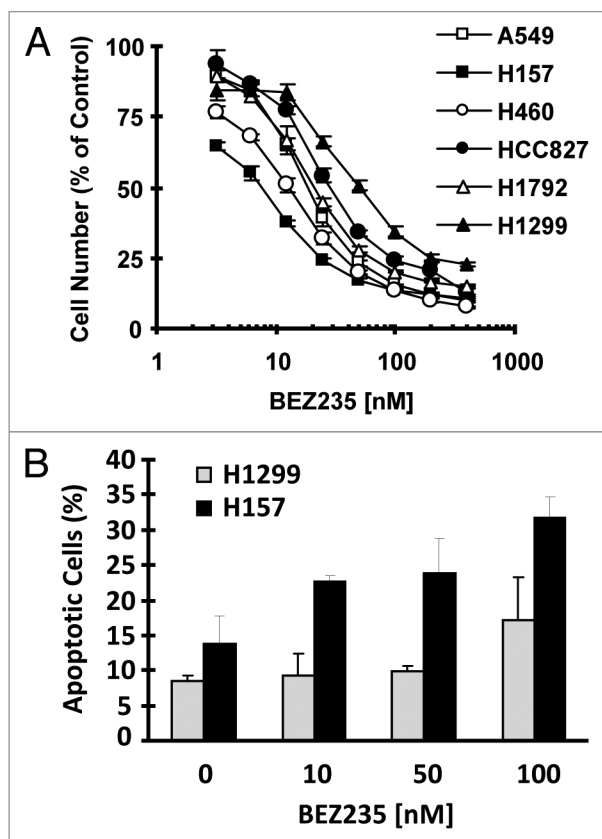 A
Cell Number (% of Control)
100
75
50
25
0
1
10
100
1000
BEZ235 [nM]
A549
H157
H460
HCC827
H1792
H1299
B
Apoptotic Cells (%)
40
35
30
25
20
15
10
5
0
H1299
H157
0
10
50
100
BEZ235 [nM]